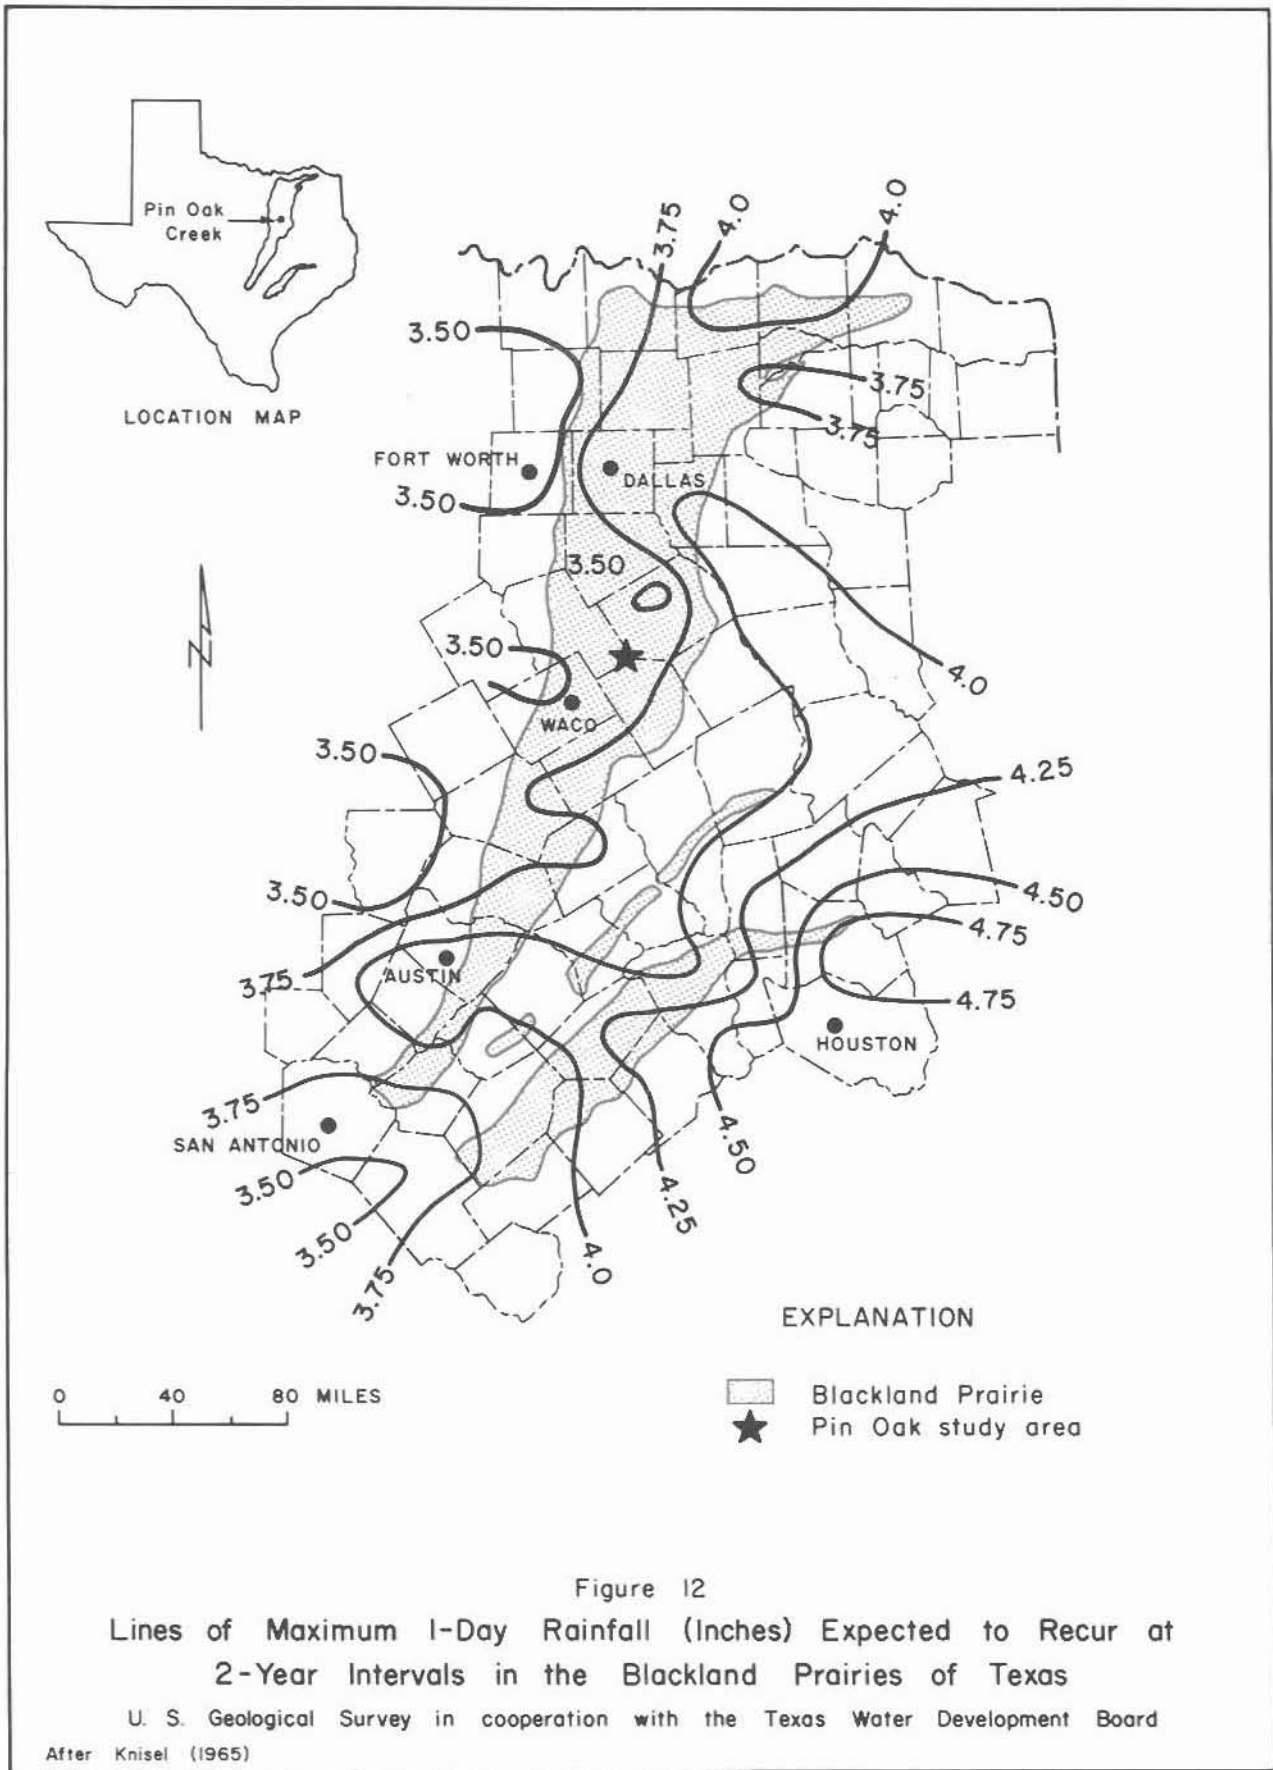 Pin Oak
Creek
LOCATION MAP
3.75
4.0
4.0
3.50
3.75
3.75
FORT WORTH
DALLAS
3.50
3.50
N
3.50
4.0
WACO
3.50
4.25
3.50
4.50
4.75
3.75
AUSTIN
4.75
HOUSTON
3.75
SAN ANTONIO
4.50
3.50
4.25
3.50
4.0
3.75
EXPLANATION
0 40 80 MILES
Blackland Prairie
Pin Oak study area
Figure 12
Lines of Maximum 1-Day Rainfall (Inches) Expected to Recur at
2-Year Intervals in the Blackland Prairies of Texas
U. S. Geological Survey in cooperation with the Texas Water Development Board
After Knisel (1965)